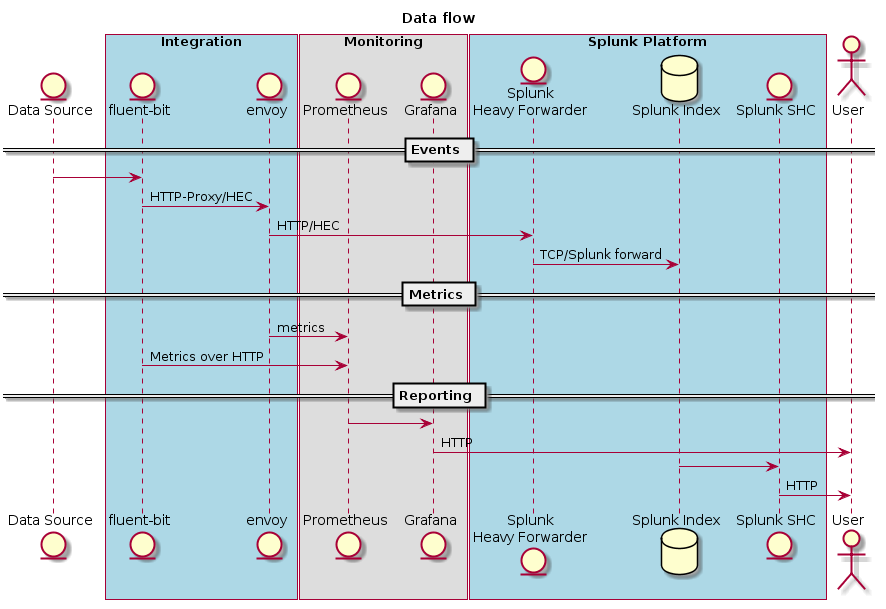 Data flow
Integration
Monitoring
Splunk Platform
Data Source
fluent-bit
envoy
Prometheus
Grafana
Splunk
Heavy Forwarder
Splunk Index
Splunk SHC
User
Events
HTTP-Proxy/HEC
HTTP/HEC
TCP/Splunk forward
Metrics
metrics
Metrics over HTTP
Reporting
HTTP
HTTP
Data Source
fluent-bit
envoy
Prometheus
Grafana
Splunk
Heavy Forwarder
Splunk Index
Splunk SHC
User